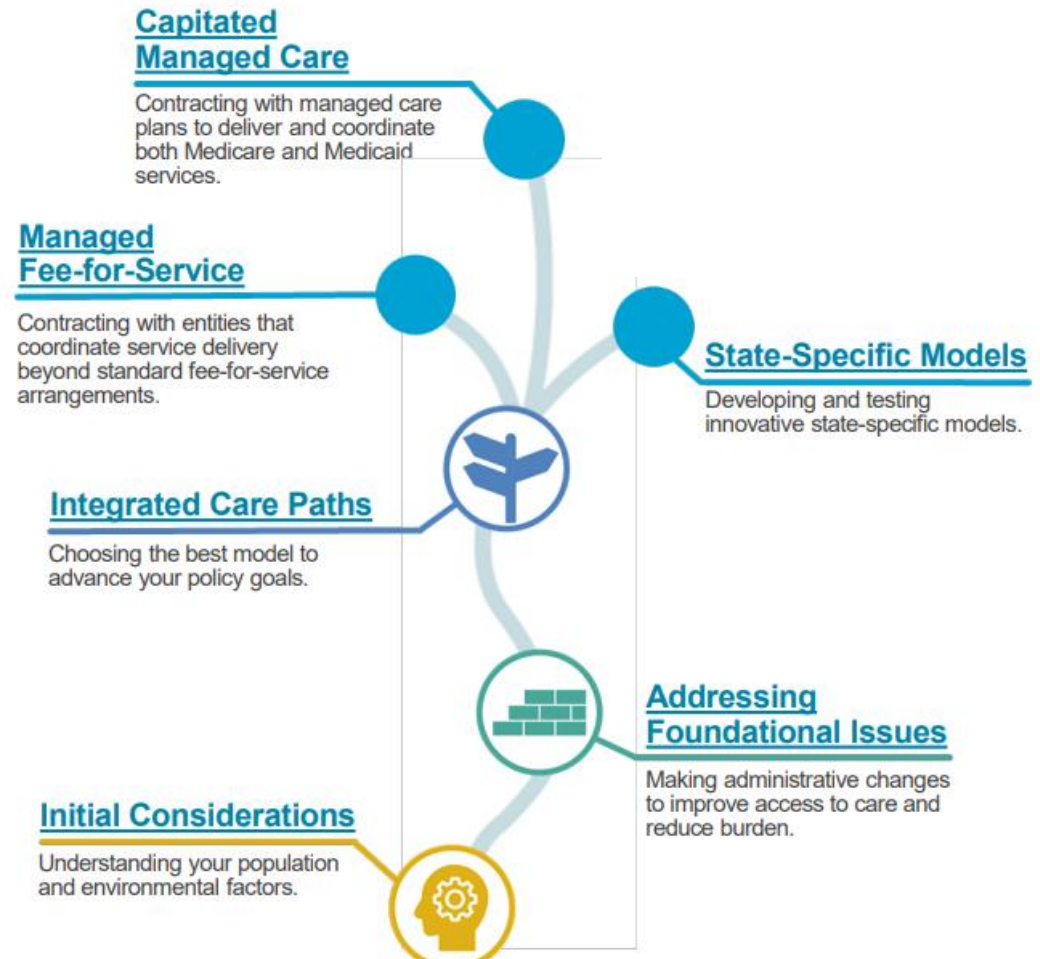 Capitated
Managed Care
Contracting with managed care
plans to deliver and coordinate
both Medicare and Medicaid
services.
Managed
Fee-for-Service
Contracting with entities that
coordinate service delivery
beyond standard fee-for-service
arrangements.
State-Specific Models
Developing and testing
innovative state-specific models.
Integrated Care Paths
Choosing the best model to
advance your policy goals.
Addressing
Foundational Issues
Making administrative changes
to improve access to care and
reduce burden.
Initial Considerations
Understanding your population
and environmental factors.